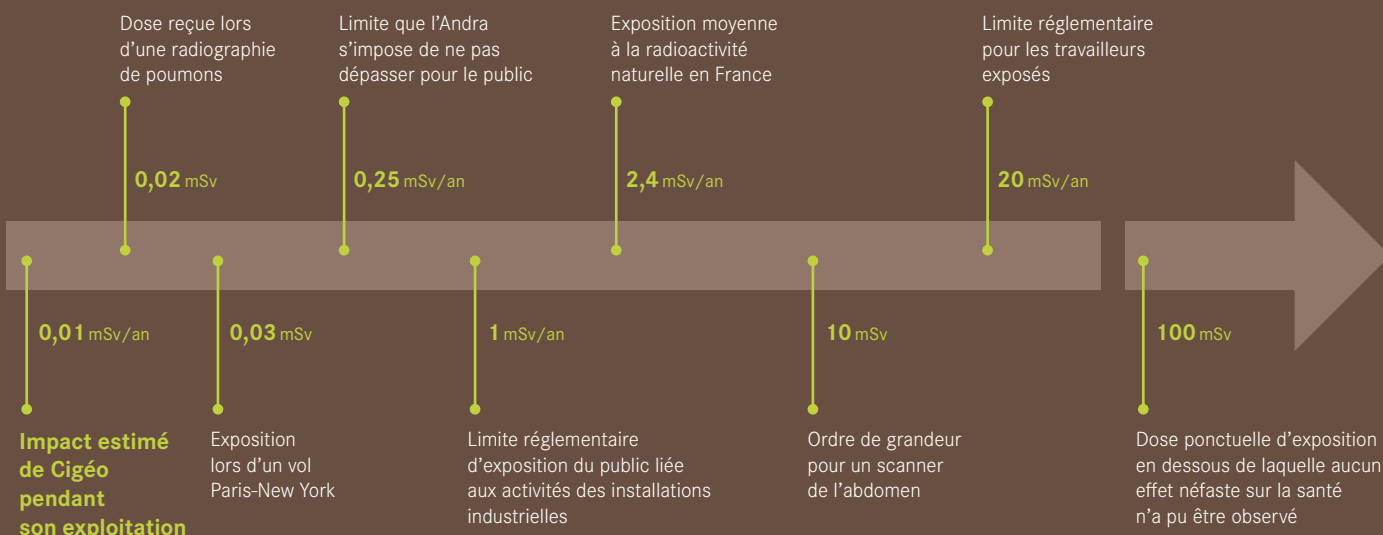 Dose reçue lors
d'une radiographie
de poumons
0,02 mSv
Limite que l'Andra
s'impose de ne pas
dépasser pour le public
0,25 mSv/an
Exposition moyenne
à la radioactivité
naturelle en France
2,4 mSv/an
Limite réglementaire
pour les travailleurs
exposés
20 mSv/an
0,01 mSv/an
Impact estimé
de Cigéo
pendant
son exploitation
0,03 mSv
Exposition
lors d'un vol
Paris-New York
1 mSv/an
Limite réglementaire
d'exposition du public liée
aux activités des installations
industrielles
10 mSv
Ordre de grandeur
pour un scanner
de l'abdomen
100 mSv
Dose ponctuelle d'exposition
en dessous de laquelle aucun
effet néfaste sur la santé
n'a pu être observé